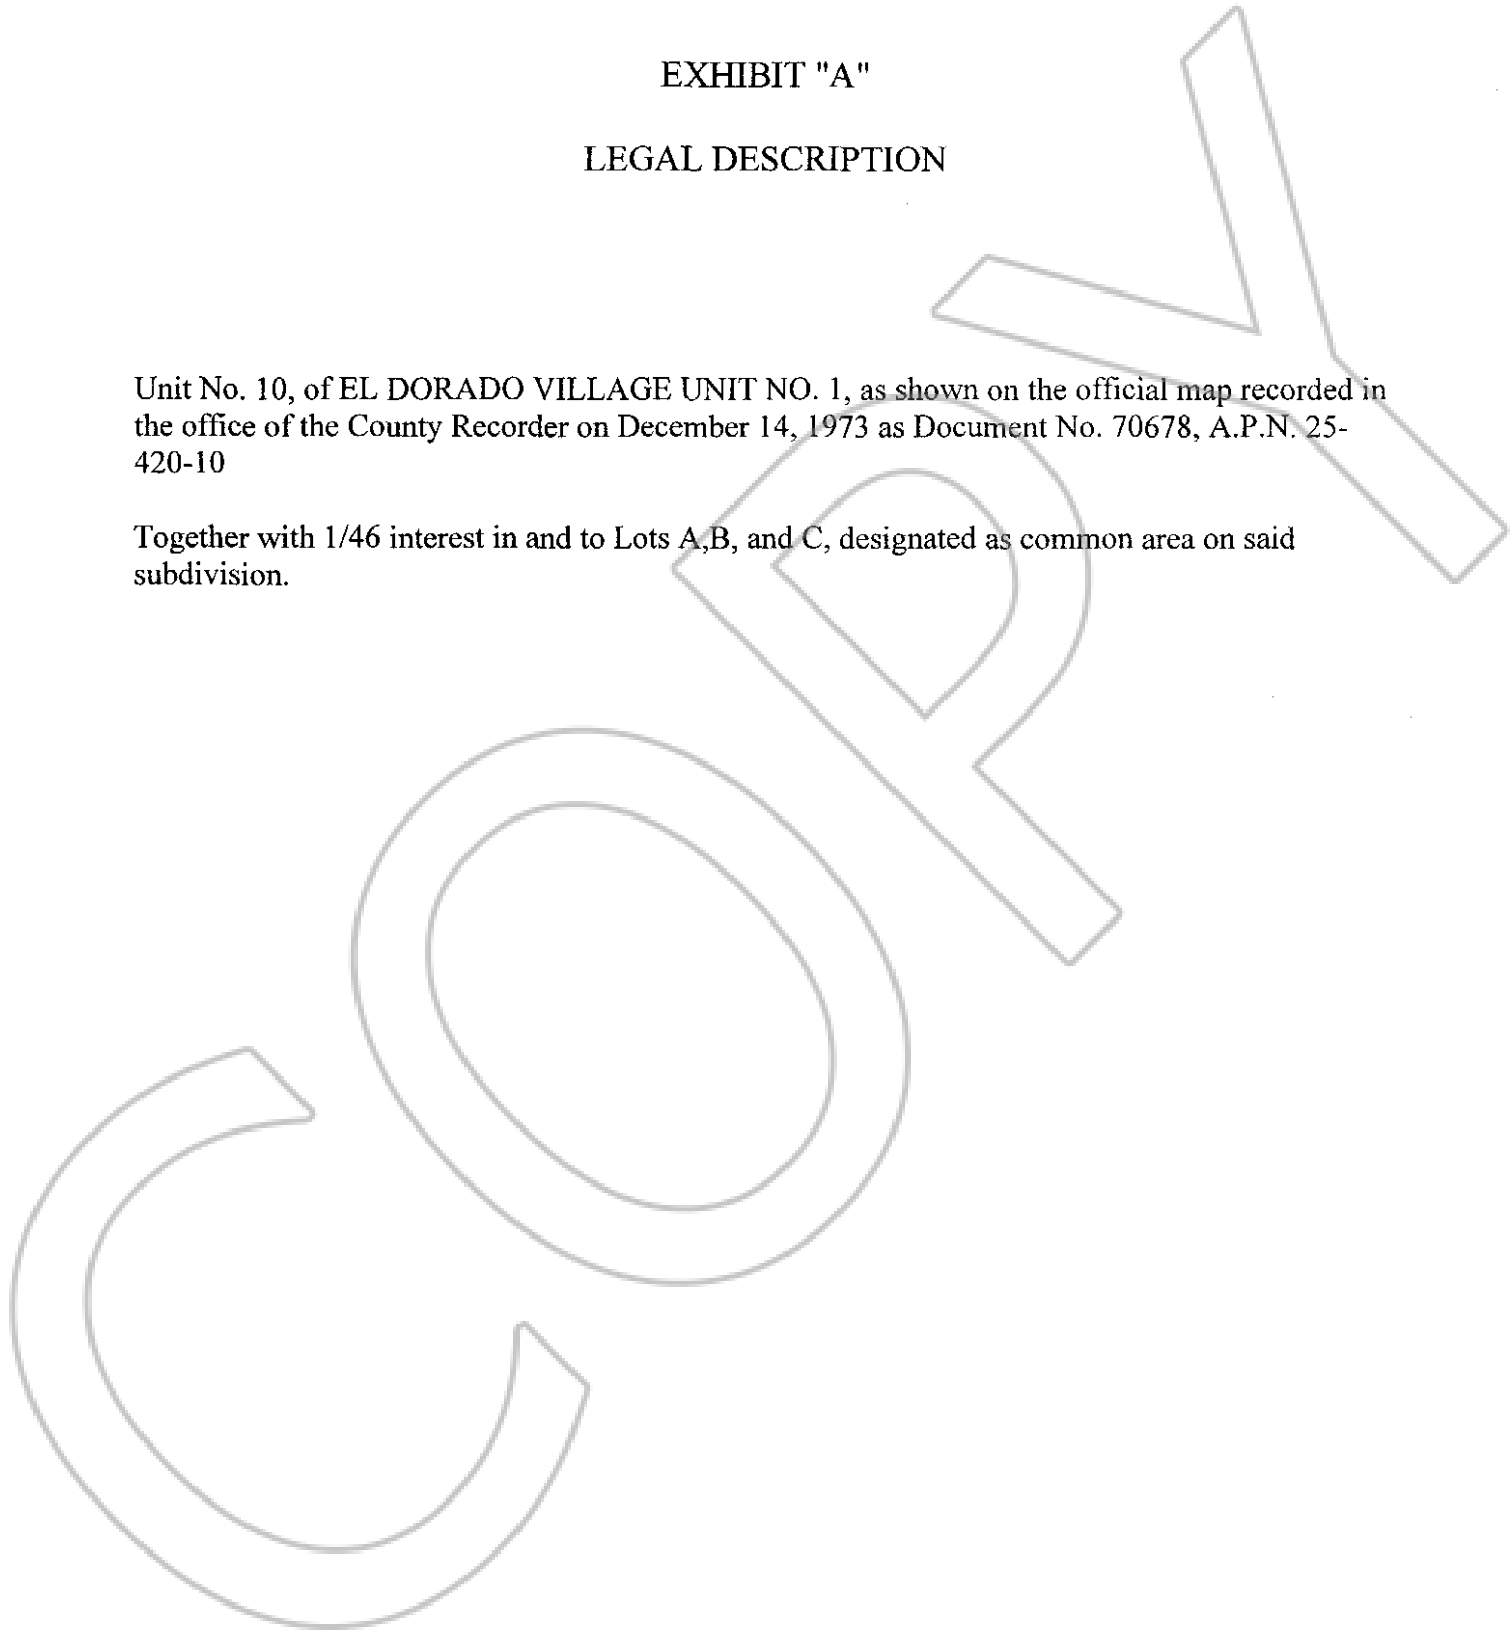 EXHIBIT "A"
LEGAL DESCRIPTION
Unit No. 10, of EL DORADO VILLAGE UNIT NO. 1, as shown on the official map recorded in
the office of the County Recorder on December 14, 1973 as Document No. 70678, A.P.N. 25-
420-10
Together with 1/46 interest in and to Lots A,B, and C, designated as common area on said
subdivision.
COPY